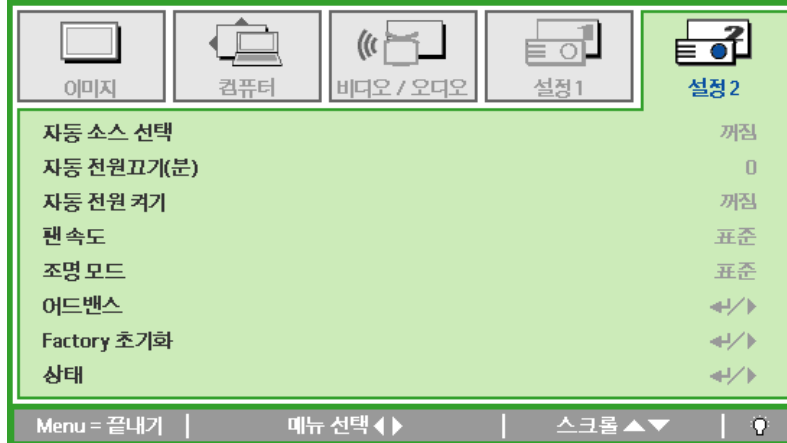 이미지 컴퓨터 비디오 / 오디오 설정 1 설정 2
자동 소스 선택 꺼짐
자동 전원끄기(분) 0
자동 전원 켜기 꺼짐
팬 속도 표준
조명 모드 표준
어드밴스
Factory 초기화
상태
Menu = 끝내기 메뉴 선택 ◀▶ 스크롤 ▲▼